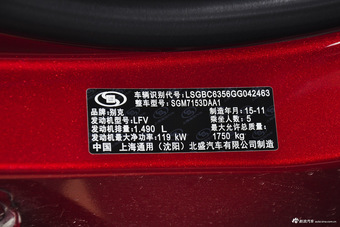 车辆识别代号: LSGBC6356GG042463
整车型号: SGM7153DAA1
品牌: 别克 制造年月: 15-11
发动机型号: LFV 乘坐人数: 5
发动机排量: 1.490 L 最大允许总质量:
发动机最大净功率: 119 kW 1750 kg
中国 上海通用(沈阳)北盛汽车有限公司制造